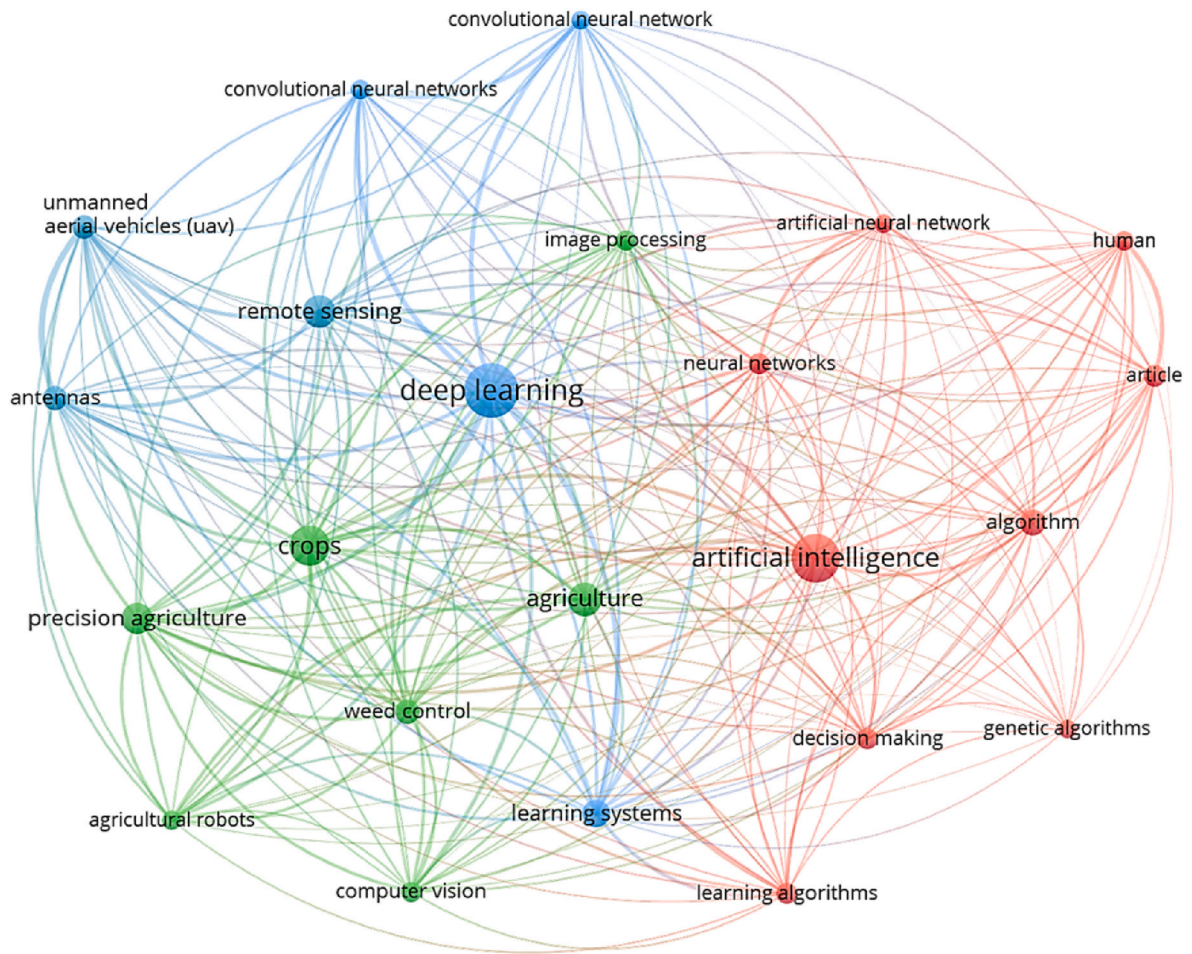 convolutional neural network
convolutional neural networks
unmanned
aerial vehicles (uav)
artificial neural network
image processing
human
remote sensing
neural networks
article
deep learning
antennas
algorithm
crops
artificial intelligence
agriculture
precision agriculture
weed control
genetic algorithms
decision making
learning systems
agricultural robots
computer vision
learning algorithms